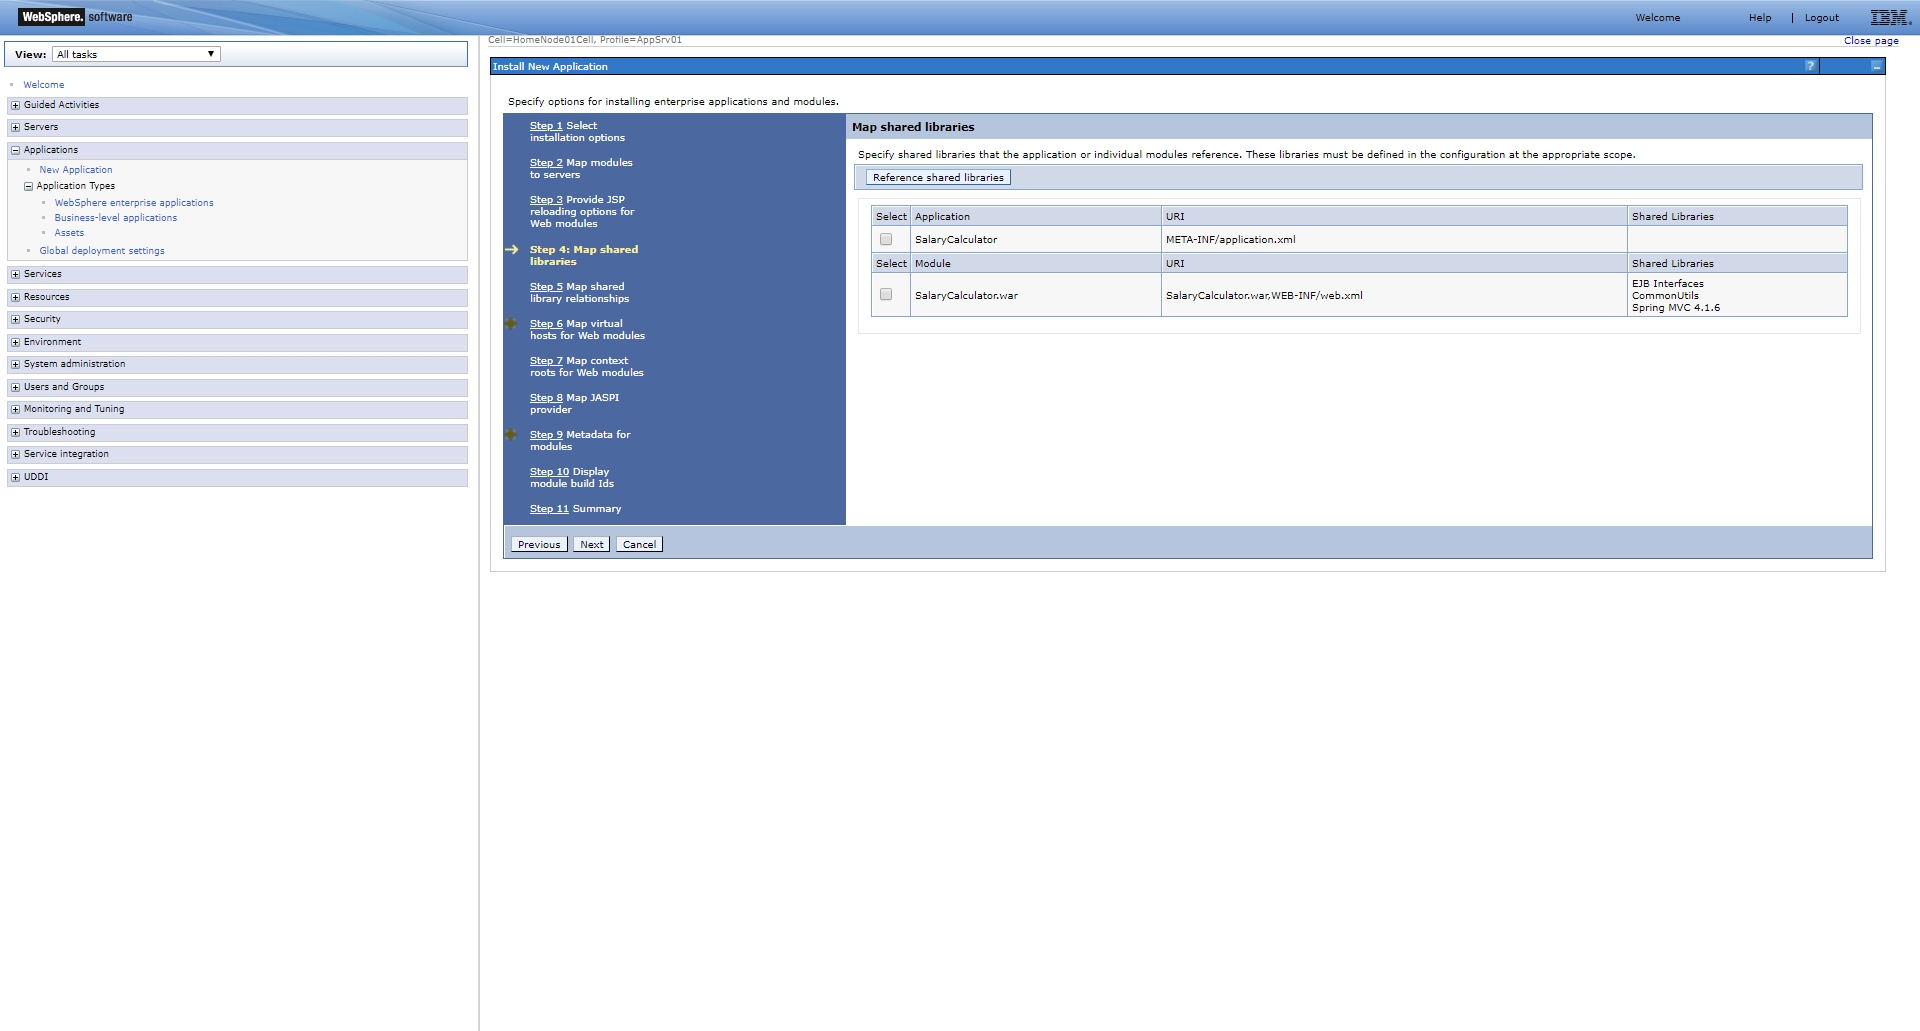 WebSphere. software
Welcome Help | Logout IBM.
View: All tasks
Cell=HomeNode01Cell, Profile=AppSrv01
Close page
Welcome
Guided Activities
Servers
Applications
New Application
Application Types
WebSphere enterprise applications
Business-level applications
Assets
Global deployment settings
Services
Resources
Security
Environment
System administration
Users and Groups
Monitoring and Tuning
Troubleshooting
Service integration
UDDI
Install New Application ? _
Specify options for installing enterprise applications and modules.
Step 1 Select
installation options
Step 2 Map modules
to servers
Step 3 Provide JSP
reloading options for
Web modules
Step 4: Map shared
libraries
Step 5 Map shared
library relationships
Step 6 Map virtual
hosts for Web modules
Step 7 Map context
roots for Web modules
Step 8 Map JASPI
provider
Step 9 Metadata for
modules
Step 10 Display
module build Ids
Step 11 Summary
Map shared libraries
Specify shared libraries that the application or individual modules reference. These libraries must be defined in the configuration at the appropriate scope.
Reference shared libraries
Select Application URI Shared Libraries
SalaryCalculator META-INF/application.xml
Select Module URI Shared Libraries
SalaryCalculator.war SalaryCalculator.war,WEB-INF/web.xml EJB Interfaces
CommonUtils
Spring MVC 4.1.6
Previous Next Cancel